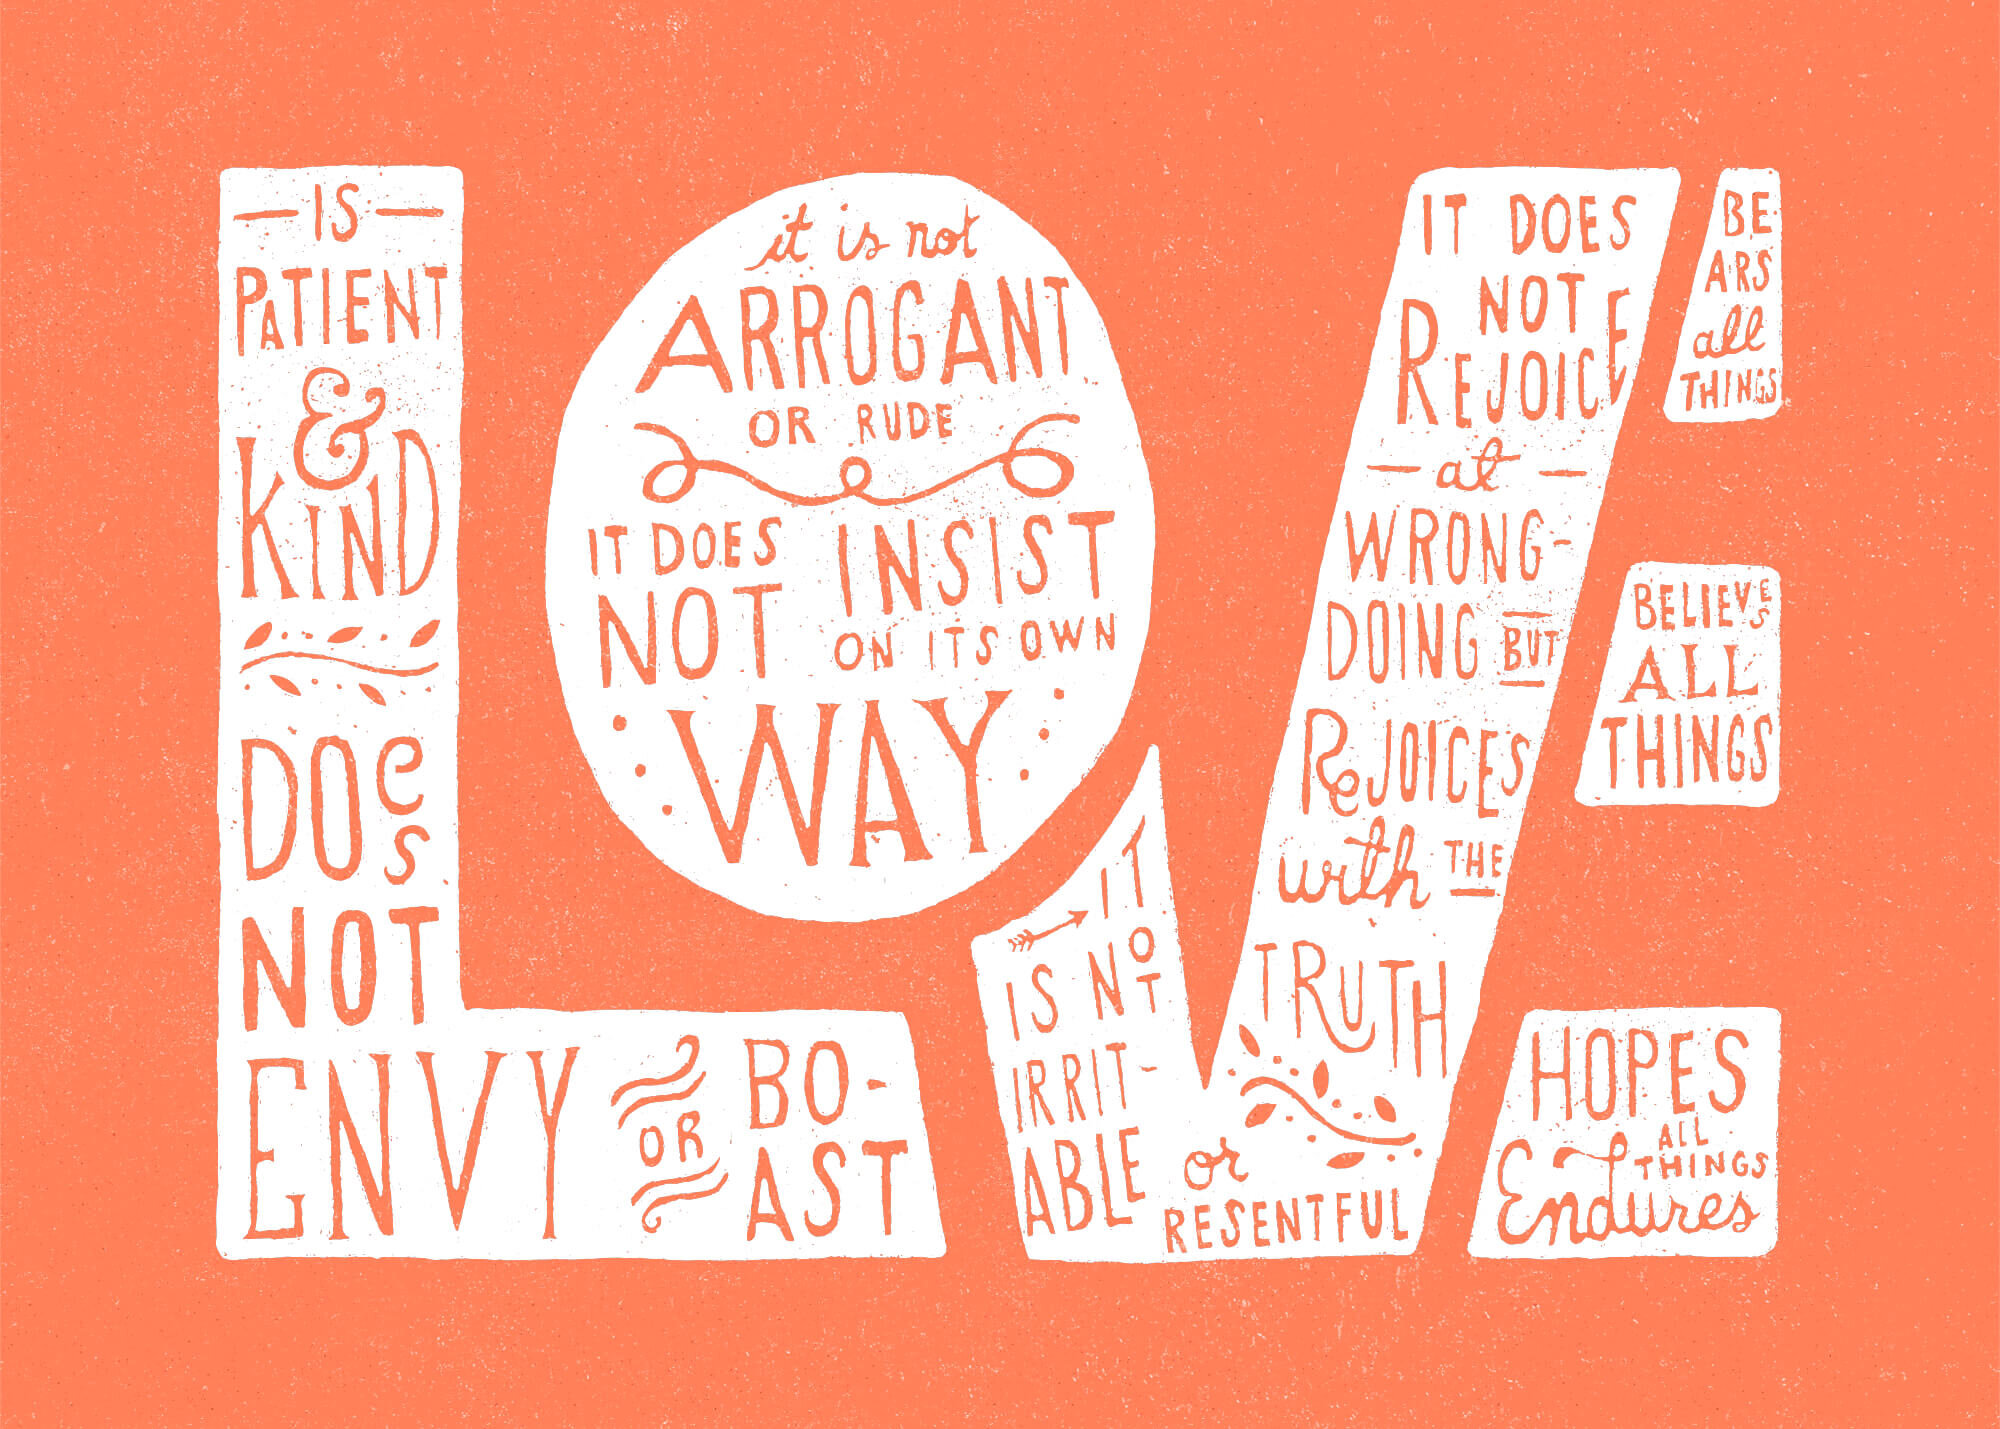 IS
PATIENT
&
KIND
DOES
NOT
ENVY
OR
BO-
AST
it is not
ARROGANT
OR RUDE
IT DOES
NOT
INSIST
ON ITS OWN
WAY
IT
IS NOT
IRRIT-
ABLE
or
RESENTFUL
IT DOES
NOT
REJOICE
at
WRONG-
DOING BUT
REJOICES
with THE
TRUTH
BE
ARS
all
THINGS
BELIEVES
ALL
THINGS
HOPES
ALL
THINGS
Endures